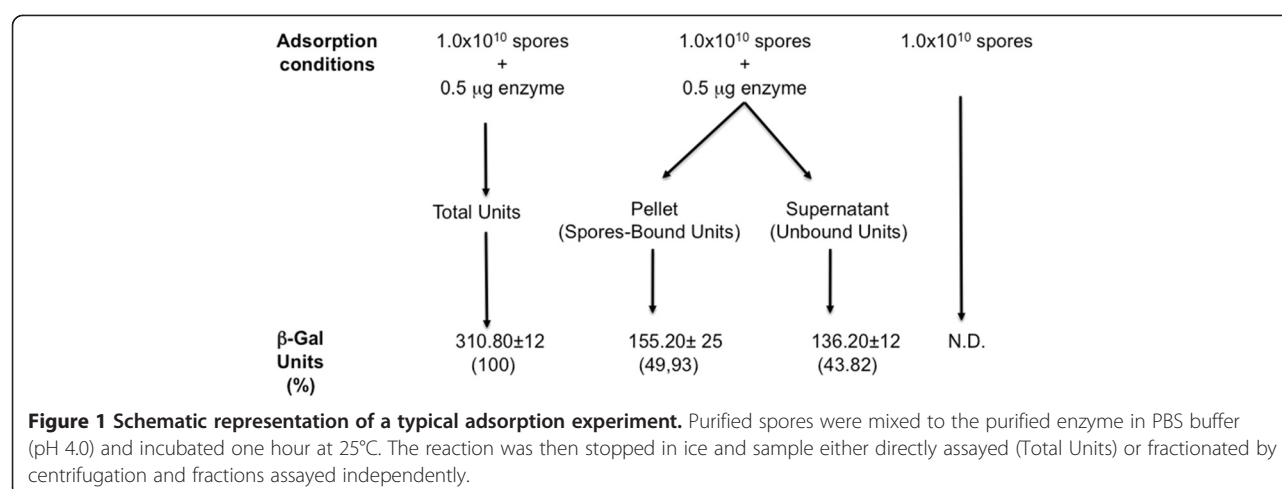 Adsorption conditions
1.0x10¹⁰ spores + 0.5 µg enzyme
1.0x10¹⁰ spores + 0.5 µg enzyme
1.0x10¹⁰ spores
Total Units
Pellet (Spores-Bound Units)
Supernatant (Unbound Units)
β-Gal Units (%)
310.80±12 (100)
155.20± 25 (49,93)
136.20±12 (43.82)
N.D.
Figure 1 Schematic representation of a typical adsorption experiment. Purified spores were mixed to the purified enzyme in PBS buffer
(pH 4.0) and incubated one hour at 25°C. The reaction was then stopped in ice and sample either directly assayed (Total Units) or fractionated by
centrifugation and fractions assayed independently.